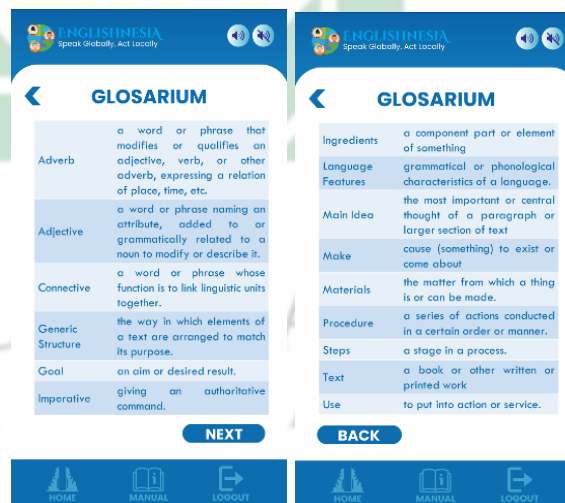 ENGLISHNESIA
Speak Globally, Act Locally
GLOSARIUM
Adverb
a word or phrase that
modifies or qualifies an
adjective, verb, or other
adverb, expressing a relation
of place, time, etc.
Adjective
a word or phrase naming an
attribute, added to or
grammatically related to a
noun to modify or describe it.
Connective
a word or phrase whose
function is to link linguistic units
together.
Generic
Structure
the way in which elements of
a text are arranged to match
its purpose.
Goal
an aim or desired result.
Imperative
giving an authoritative
command.
NEXT
HOME
MANUAL
LOGOUT
ENGLISHNESIA
Speak Globally, Act Locally
GLOSARIUM
Ingredients
a component part or element
of something
Language
Features
grammatical or phonological
characteristics of a language.
Main Idea
the most important or central
thought of a paragraph or
larger section of text
Make
cause (something) to exist or
come about
Materials
the matter from which a thing
is or can be made.
Procedure
a series of actions conducted
in a certain order or manner.
Steps
a stage in a process.
Text
a book or other written or
printed work
Use
to put into action or service.
BACK
HOME
MANUAL
LOGOUT